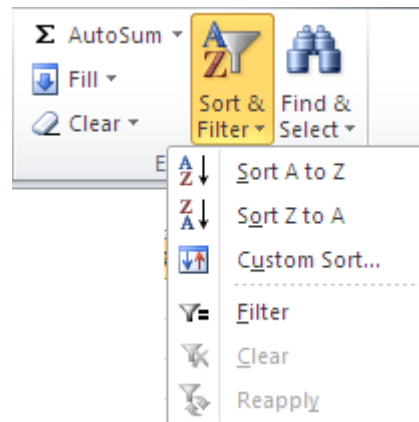 Σ AutoSum
Fill
Clear
Sort &
Filter
Find &
Select
E
Sort A to Z
Sort Z to A
Custom Sort...
Filter
Clear
Reapply